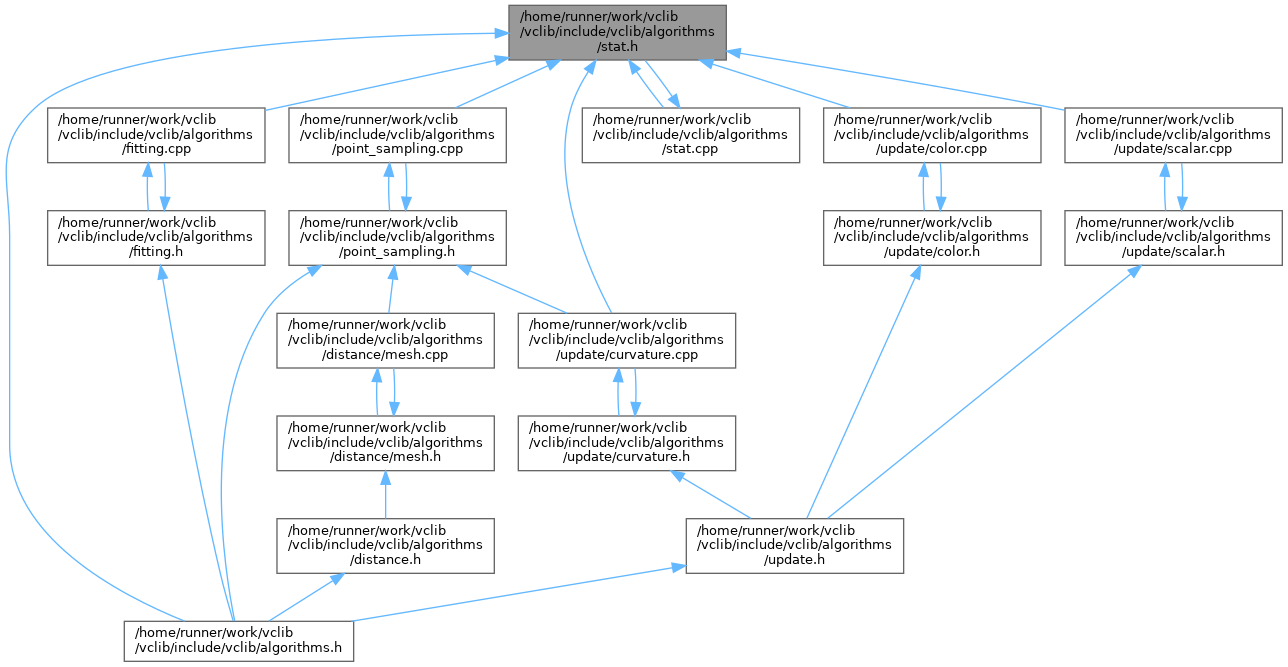 /home/runner/work/vclib
/vclib/include/vclib/algorithms
/stat.h
/home/runner/work/vclib
/vclib/include/vclib/algorithms
/fitting.cpp
/home/runner/work/vclib
/vclib/include/vclib/algorithms
/point_sampling.cpp
/home/runner/work/vclib
/vclib/include/vclib/algorithms
/stat.cpp
/home/runner/work/vclib
/vclib/include/vclib/algorithms
/update/color.cpp
/home/runner/work/vclib
/vclib/include/vclib/algorithms
/update/scalar.cpp
/home/runner/work/vclib
/vclib/include/vclib/algorithms
/fitting.h
/home/runner/work/vclib
/vclib/include/vclib/algorithms
/point_sampling.h
/home/runner/work/vclib
/vclib/include/vclib/algorithms
/update/color.h
/home/runner/work/vclib
/vclib/include/vclib/algorithms
/update/scalar.h
/home/runner/work/vclib
/vclib/include/vclib/algorithms
/distance/mesh.cpp
/home/runner/work/vclib
/vclib/include/vclib/algorithms
/update/curvature.cpp
/home/runner/work/vclib
/vclib/include/vclib/algorithms
/distance/mesh.h
/home/runner/work/vclib
/vclib/include/vclib/algorithms
/update/curvature.h
/home/runner/work/vclib
/vclib/include/vclib/algorithms
/distance.h
/home/runner/work/vclib
/vclib/include/vclib/algorithms
/update.h
/home/runner/work/vclib
/vclib/include/vclib/algorithms.h